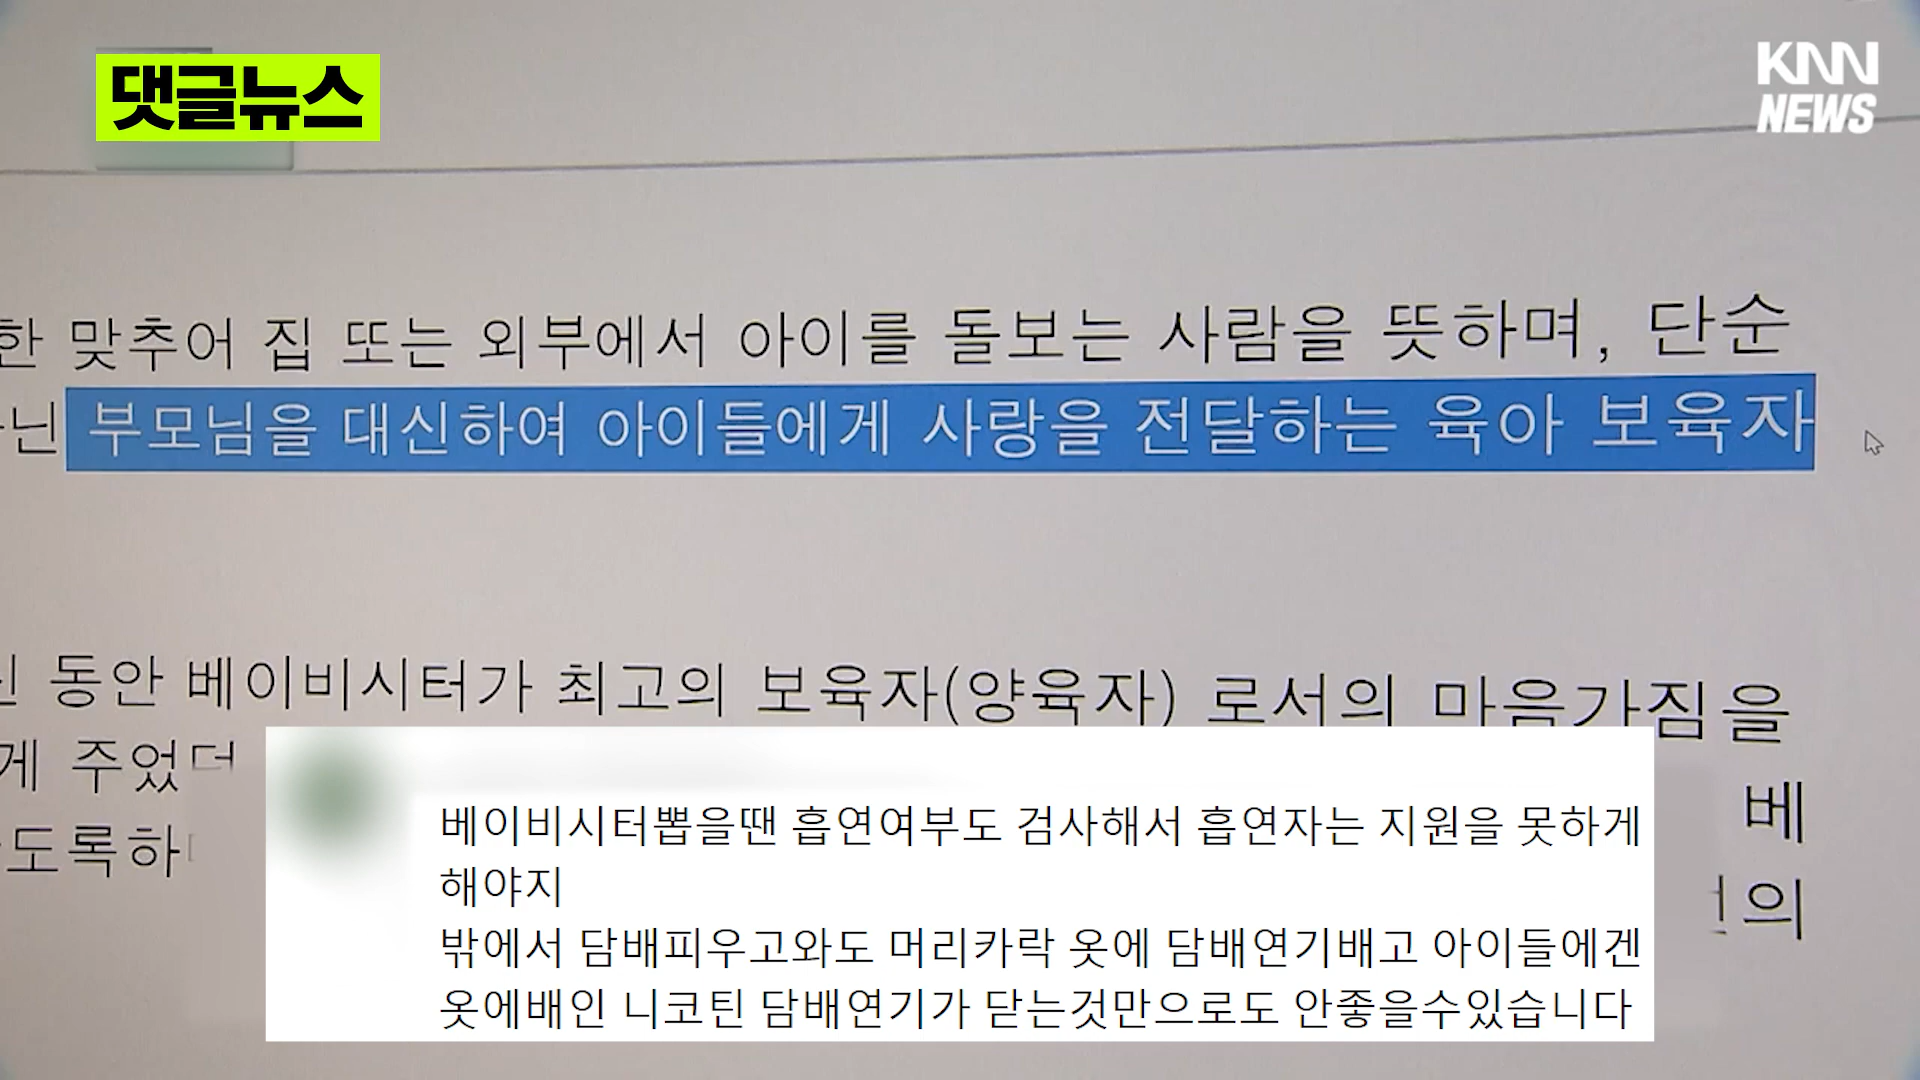 댓글뉴스
KNN
NEWS
한 맞추어 집 또는 외부에서 아이를 돌보는 사람을 뜻하며, 단순
닌 부모님을 대신하여 아이들에게 사랑을 전달하는 육아 보육자
동안 베이비시터가 최고의 보육자(양육자) 로서의 마음가짐을
게 주었더
도록하
베
의
베이비시터뽑을땐 흡연여부도 검사해서 흡연자는 지원을 못하게
해야지
밖에서 담배피우고와도 머리카락 옷에 담배연기배고 아이들에겐
옷에배인 니코틴 담배연기가 닫는것만으로도 안좋을수있습니다